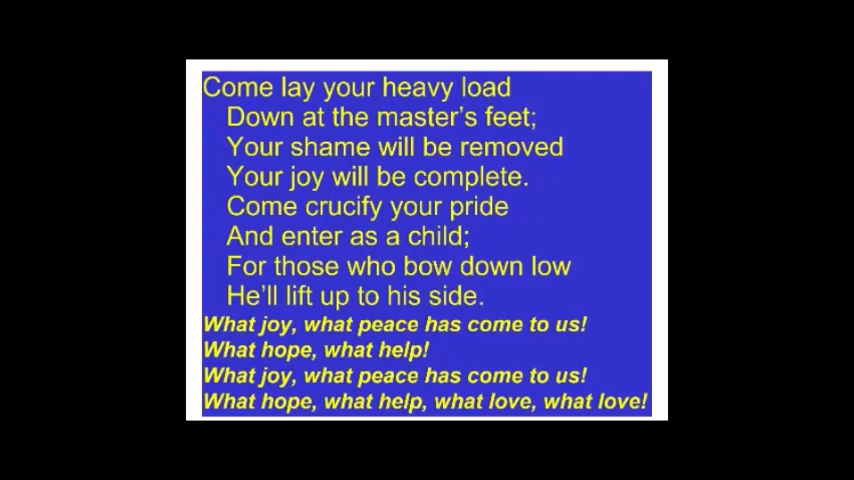 Come lay your heavy load
Down at the master's feet;
Your shame will be removed
Your joy will be complete.
Come crucify your pride
And enter as a child;
For those who bow down low
He'll lift up to his side.
What joy, what peace has come to us!
What hope, what help!
What joy, what peace has come to us!
What hope, what help, what love, what love!